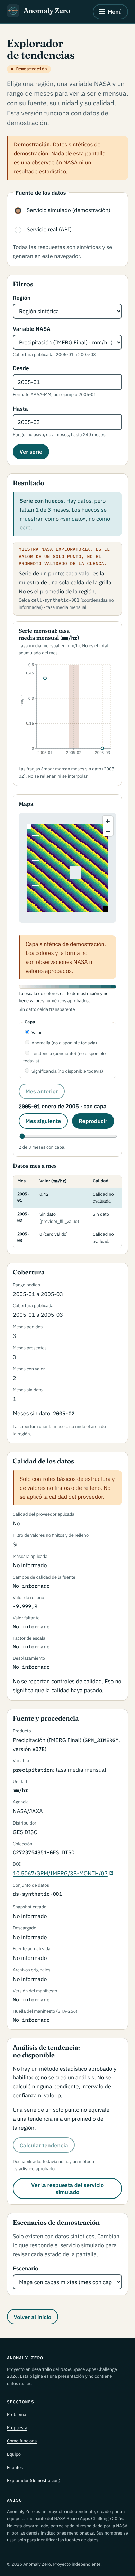 Anomaly Zero
Menú
Explorador
de tendencias
Demostración
Elige una región, una variable NASA y un
rango de meses para ver la serie mensual
de su fuente, su unidad, sus huecos y su
cobertura. Esta demostración funciona
con datos sintéticos.
Demostración. Datos sintéticos de
demostración. Nada de esta pantalla
es una observación NASA ni un
resultado estadístico.
Fuente de los datos
Servicio simulado (demostración)
Servicio real (API)
Todas las respuestas son sintéticas y se
generan en este navegador.
Filtros
Región
Región sintética
Variable NASA
Precipitación (IMERG Final) · mm/hr
Cobertura publicada: 2005-01 a 2005-03
Desde
2005-01
Formato AAAA-MM, por ejemplo 2005-01.
Hasta
2005-03
Rango inclusivo, de a meses, hasta 240 meses.
Ver serie
Resultado
Serie con huecos. Hay datos, pero
faltan 1 de 3 meses. Los huecos se
muestran como «sin dato», no como
cero.
MUESTRA NASA EXPLORATORIA. ES EL
VALOR DE UN SOLO PUNTO, NO EL
PROMEDIO VALIDADO DE LA CUENCA.
Serie de un punto: cada valor es la
muestra de una sola celda de la grilla.
No es el promedio de la región.
Celda cell-synthetic-001 (coordenadas no
informadas) · tasa media mensual
Serie mensual: tasa
media mensual (mm/hr)
Tasa media mensual en mm/hr. No es el total
acumulado del mes.
2005-01
2005-02
2005-03
Las franjas ámbar marcan meses sin dato (2005-
02). No se rellenan ni se interpolan.
Mapa
+
−
Capa sintética de demostración.
Los colores y la forma no
son observaciones NASA ni
valores aprobados.
La escala de colores es de demostración y no
tiene valores numéricos aprobados.
Sin dato: celda transparente
Capa
Valor
Anomalía (no disponible todavía)
Tendencia (pendiente) (no disponible
todavía)
Significancia (no disponible todavía)
Mes anterior
2005-01 enero de 2005 · con capa
Mes siguiente
Reproducir
1 de 3 meses con capa.
Datos mes a mes
Mes Valor (mm/hr) Calidad
2005-01 0,42 Calidad no evaluada
2005-02 Sin dato (provider_NO_value) Sin dato
2005-03 0 (cero válido) Calidad no evaluada
Cobertura
Rango pedido
2005-01 a 2005-03
Cobertura publicada
2005-01 a 2005-03
Meses pedidos
3
Meses presentes
3
Meses con valor
2
Meses sin dato
1
Meses sin dato: 2005-02
La cobertura cuenta meses; no mide el área de
la región.
Calidad de los datos
Solo controles básicos de estructura y
de valores no finitos o de relleno. No
se aplicó la calidad del proveedor.
Calidad del proveedor aplicada
No
Filtro de valores no finitos y de relleno
Sí
Máscara aplicada
No informado
Campos de calidad de la fuente
No informado
Valor de relleno
-9.999,9
Valor faltante
No informado
Factor de escala
No informado
Desplazamiento
No informado
No se reportan controles de calidad. Eso no
significa que la calidad haya pasado.
Fuente y procedencia
Producto
Precipitación (IMERG Final) (GPM_3IMERGM,
versión V07B)
Variable
precipitation: tasa media mensual
Unidad
mm/hr
Agencia
NASA/JAXA
Distribuidor
GES DISC
Colección
C2723754851-GES_DISC
DOI
10.5067/GPM/IMERG/3B-MONTH/07
Conjunto de datos
ds-synthetic-001
Snapshot creado
No informado
Descargado
No informado
Fuente actualizada
No informado
Archivos originales
No informado
Versión del manifiesto
No informado
Huella del manifiesto (SHA-256)
No informado
Análisis de tendencia:
no disponible
No hay un método estadístico aprobado y
habilitado; no se creó un análisis. No se
calculó ninguna pendiente, intervalo de
confianza ni valor p.
Una serie de un solo punto no equivale
a una tendencia ni a un promedio de
la región.
Calcular tendencia
Deshabilitado: todavía no hay un método
estadístico aprobado.
Ver la respuesta del servicio
simulado
Escenarios de demostración
Solo existen con datos sintéticos. Cambian
lo que responde el servicio simulado para
revisar cada estado de la pantalla.
Escenario
Mapa con capas mixtas (mes con cap
Volver al inicio
ANOMALY ZERO
Proyecto en desarrollo del NASA Space Apps Challenge
2026. Esta página es una presentación y no contiene
datos reales.
SECCIONES
Problema
Propuesta
Cómo funciona
Equipo
Fuentes
Explorador (demostración)
AVISO
Anomaly Zero es un proyecto independiente, creado por un
equipo participante del NASA Space Apps Challenge 2026.
No está desarrollado, patrocinado ni respaldado por la NASA
ni por las demás instituciones mencionadas. Sus nombres se
usan solo para identificar las fuentes de datos.
© 2026 Anomaly Zero. Proyecto independiente.